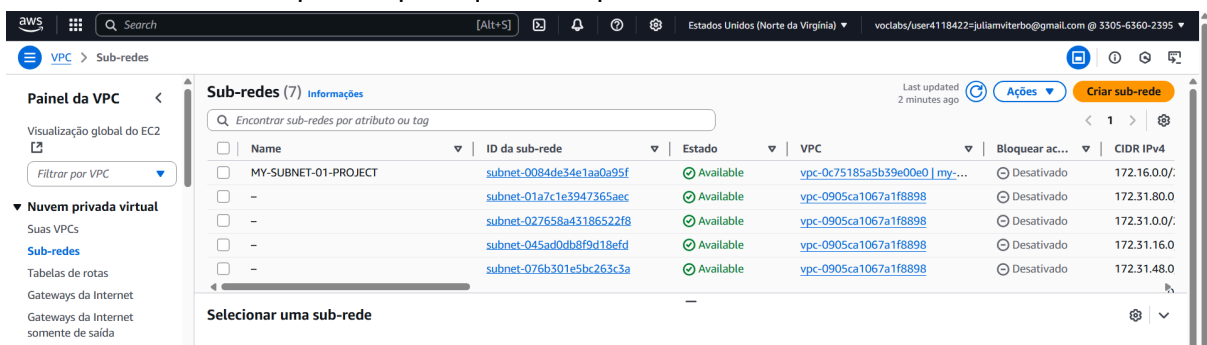 aws
Search
[Alt+S]
Estados Unidos (Norte da Virgínia) ▼
voclabs/user4118422=juliamviterbo@gmail.com @ 3305-6360-2395 ▼
VPC > Sub-redes
Painel da VPC
Visualização global do EC2
Filtrar por VPC
Nuvem privada virtual
Suas VPCs
Sub-redes
Tabelas de rotas
Gateways da Internet
Gateways da Internet
somente de saída
Sub-redes (7) Informações
Last updated
2 minutes ago
Ações
Criar sub-rede
Encontrar sub-redes por atributo ou tag
1
Name ID da sub-rede Estado VPC Bloquear ac... CIDR IPv4
MY-SUBNET-01-PROJECT subnet-0084de34e1aa0a95f Available vpc-0c75185a5b39e00e0 | my-... Desativado 172.16.0.0/
– subnet-01a7c1e3947365aec Available vpc-0905ca1067a1f8898 Desativado 172.31.80.0
– subnet-027658a43186522f8 Available vpc-0905ca1067a1f8898 Desativado 172.31.0.0/
– subnet-045ad0db8f9d18efd Available vpc-0905ca1067a1f8898 Desativado 172.31.16.0
– subnet-076b301e5bc263c3a Available vpc-0905ca1067a1f8898 Desativado 172.31.48.0
Selecionar uma sub-rede